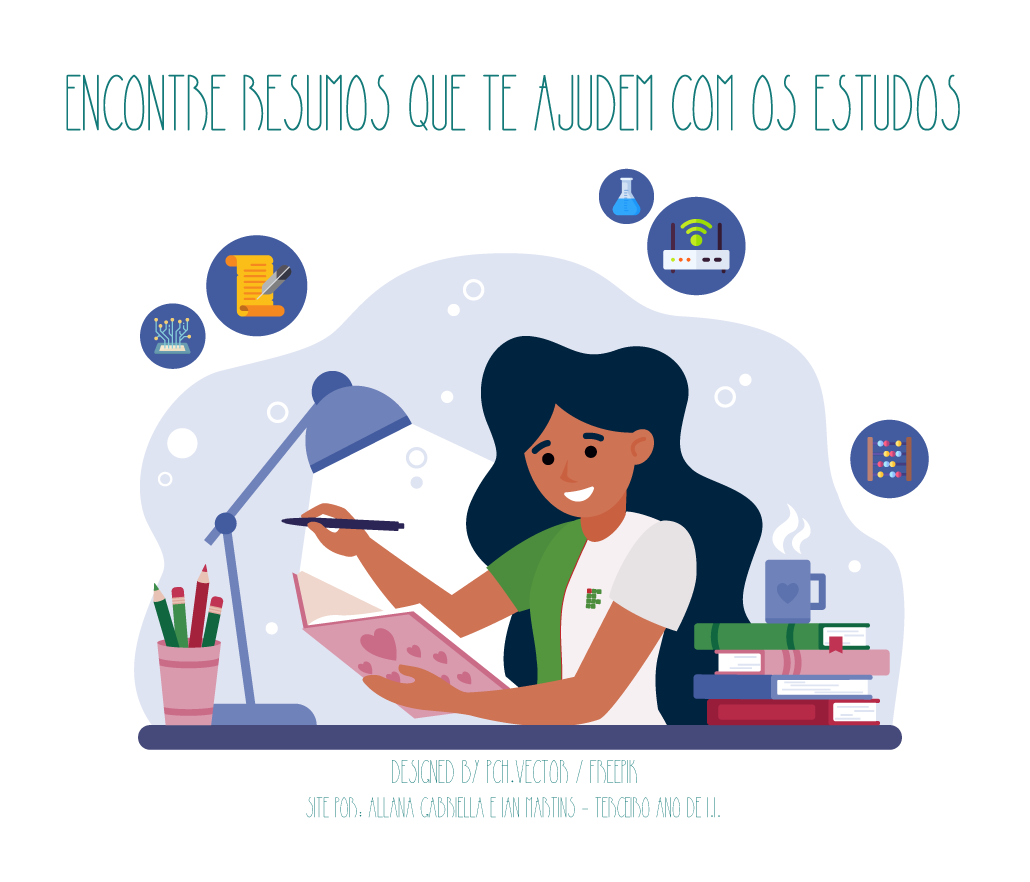 ENCONTRE RESUMOS QUE TE AJUDEM COM OS ESTUDOS
DESIGNED BY PCH.VECTOR / FREEPIK
SITE POR: ALLANA GABRIELLA E IAN MARTINS - TERCEIRO ANO DE I.I.